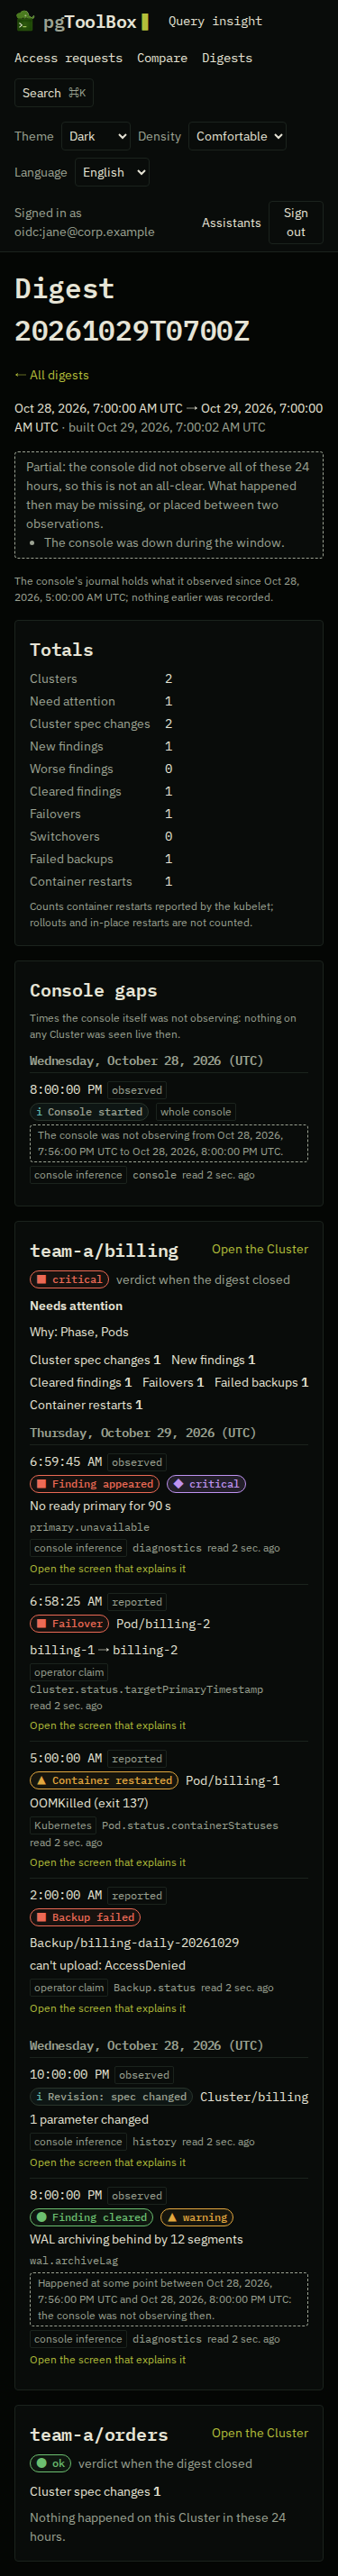 pgToolBox
Query insight
Access requests Compare Digests
Search ⌘K
Theme Dark Density Comfortable
Language English
Signed in as
oidc:jane@corp.example
Assistants
Sign
out
Digest
20261029T0700Z
← All digests
Oct 28, 2026, 7:00:00 AM UTC → Oct 29, 2026, 7:00:00
AM UTC · built Oct 29, 2026, 7:00:02 AM UTC
Partial: the console did not observe all of these 24
hours, so this is not an all-clear. What happened
then may be missing, or placed between two
observations.
• The console was down during the window.
The console's journal holds what it observed since Oct 28,
2026, 5:00:00 AM UTC; nothing earlier was recorded.
Totals
Clusters 2
Need attention 1
Cluster spec changes 2
New findings 1
Worse findings 0
Cleared findings 1
Failovers 1
Switchovers 0
Failed backups 1
Container restarts 1
Counts container restarts reported by the kubelet;
rollouts and in-place restarts are not counted.
Console gaps
Times the console itself was not observing: nothing on
any Cluster was seen live then.
Wednesday, October 28, 2026 (UTC)
8:00:00 PM observed
i Console started whole console
The console was not observing from Oct 28, 2026,
7:56:00 PM UTC to Oct 28, 2026, 8:00:00 PM UTC.
console inference console read 2 sec. ago
team-a/billing
Open the Cluster
critical verdict when the digest closed
Needs attention
Why: Phase, Pods
Cluster spec changes 1 New findings 1
Cleared findings 1 Failovers 1 Failed backups 1
Container restarts 1
Thursday, October 29, 2026 (UTC)
6:59:45 AM observed
Finding appeared critical
No ready primary for 90 s
primary.unavailable
console inference diagnostics read 2 sec. ago
Open the screen that explains it
6:58:25 AM reported
Failover Pod/billing-2
billing-1 → billing-2
operator claim
Cluster.status.targetPrimaryTimestamp
read 2 sec. ago
Open the screen that explains it
5:00:00 AM reported
Container restarted Pod/billing-1
OOMKilled (exit 137)
Kubernetes Pod.status.containerStatuses
read 2 sec. ago
Open the screen that explains it
2:00:00 AM reported
Backup failed
Backup/billing-daily-20261029
can't upload: AccessDenied
operator claim Backup.status read 2 sec. ago
Open the screen that explains it
Wednesday, October 28, 2026 (UTC)
10:00:00 PM observed
i Revision: spec changed Cluster/billing
1 parameter changed
console inference history read 2 sec. ago
Open the screen that explains it
8:00:00 PM observed
Finding cleared warning
WAL archiving behind by 12 segments
wal.archiveLag
Happened at some point between Oct 28, 2026,
7:56:00 PM UTC and Oct 28, 2026, 8:00:00 PM UTC:
the console was not observing then.
console inference diagnostics read 2 sec. ago
Open the screen that explains it
team-a/orders
Open the Cluster
ok verdict when the digest closed
Cluster spec changes 1
Nothing happened on this Cluster in these 24
hours.